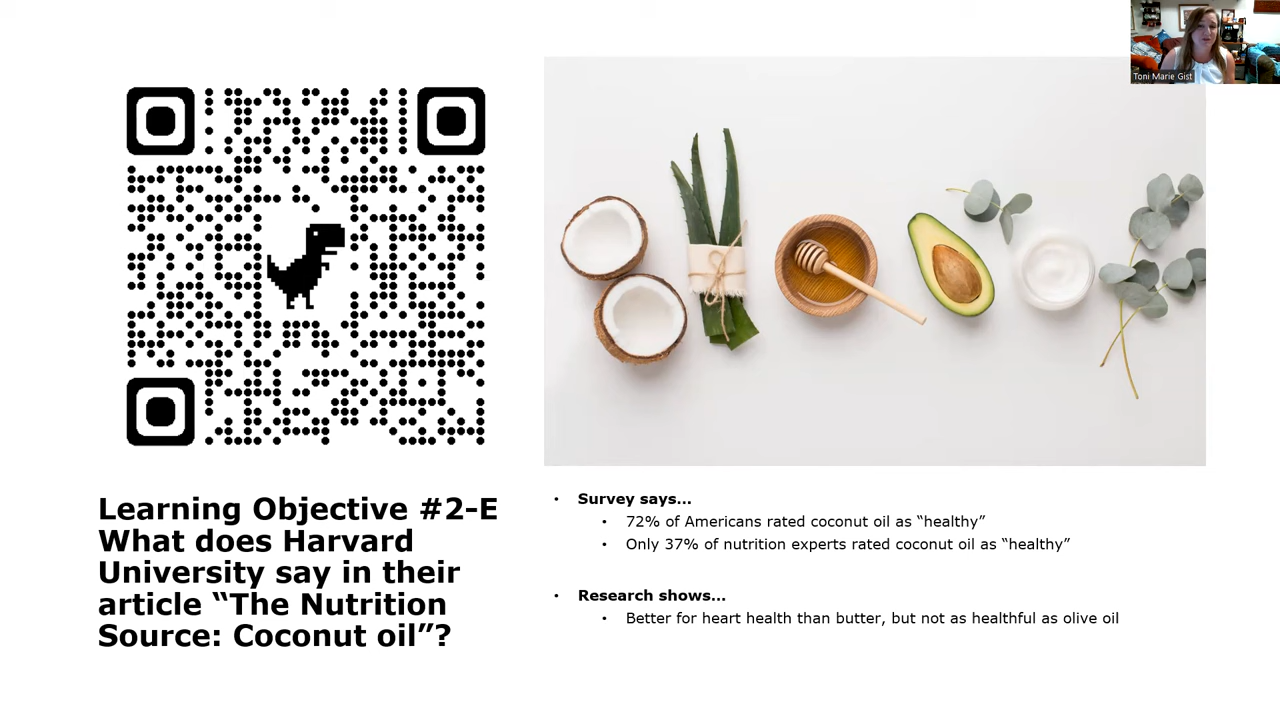 Toni Marie Gist
Learning Objective #2-E
What does Harvard
University say in their
article “The Nutrition
Source: Coconut oil”?
• Survey says...
• 72% of Americans rated coconut oil as “healthy”
• Only 37% of nutrition experts rated coconut oil as “healthy”
• Research shows...
• Better for heart health than butter, but not as healthful as olive oil